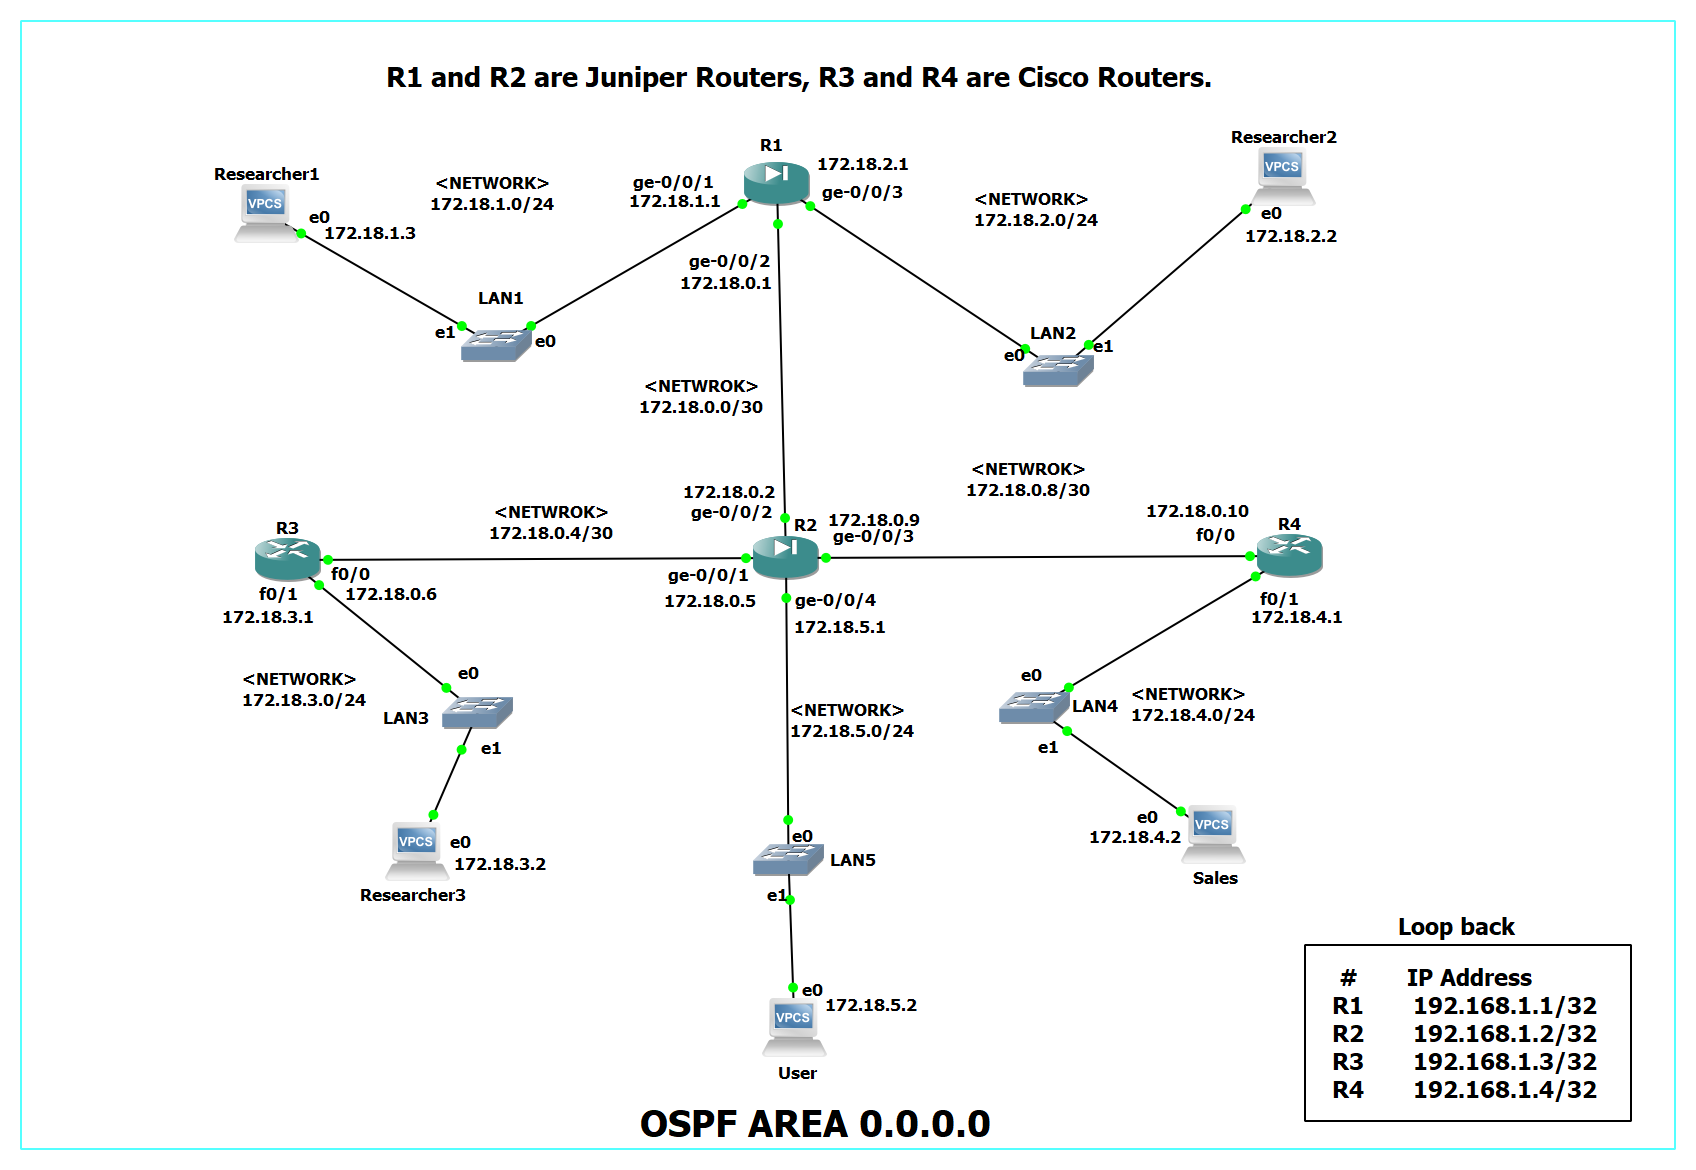 R1 and R2 are Juniper Routers, R3 and R4 are Cisco Routers.
Researcher1
VPCS
e0
172.18.1.3
<NETWORK>
172.18.1.0/24
R1
ge-0/0/1
172.18.1.1
172.18.2.1
ge-0/0/3
ge-0/0/2
172.18.0.1
<NETWORK>
172.18.2.0/24
Researcher2
VPCS
e0
172.18.2.2
LAN1
e1
e0
LAN2
e0
e1
<NETWROK>
172.18.0.0/30
<NETWROK>
172.18.0.8/30
172.18.0.2
ge-0/0/2
R2
172.18.0.9
ge-0/0/3
172.18.0.10
f0/0
R4
<NETWROK>
172.18.0.4/30
R3
f0/0
172.18.0.6
f0/1
172.18.3.1
ge-0/0/1
172.18.0.5
ge-0/0/4
172.18.5.1
f0/1
172.18.4.1
<NETWORK>
172.18.3.0/24
e0
LAN3
e1
<NETWORK>
172.18.5.0/24
e0
LAN4
e1
<NETWORK>
172.18.4.0/24
VPCS
e0
172.18.3.2
Researcher3
e0
LAN5
e1
e0
172.18.4.2
VPCS
Sales
e0
172.18.5.2
VPCS
User
Loop back
# IP Address
R1 192.168.1.1/32
R2 192.168.1.2/32
R3 192.168.1.3/32
R4 192.168.1.4/32
OSPF AREA 0.0.0.0